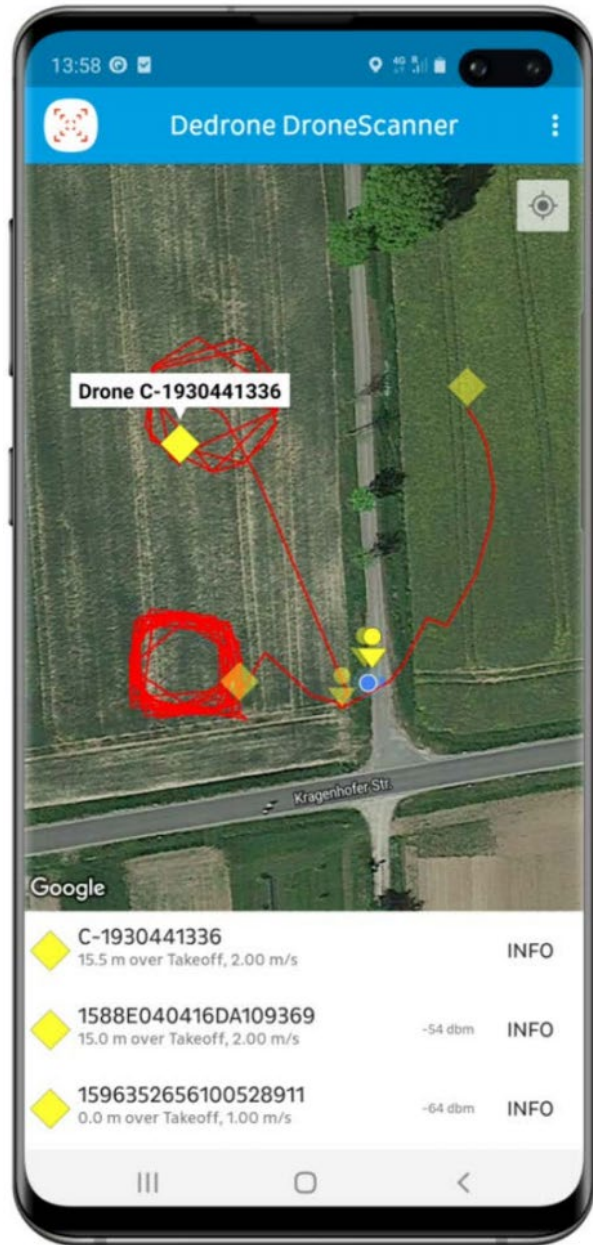 13:58
4G
R
Dedrone DroneScanner
Drone C-1930441336
Kragenhofer Str.
Google
C-1930441336
15.5 m over Takeoff, 2.00 m/s
INFO
1588E040416DA109369
15.0 m over Takeoff, 2.00 m/s
-54 dbm
INFO
1596352656100528911
0.0 m over Takeoff, 1.00 m/s
-64 dbm
INFO